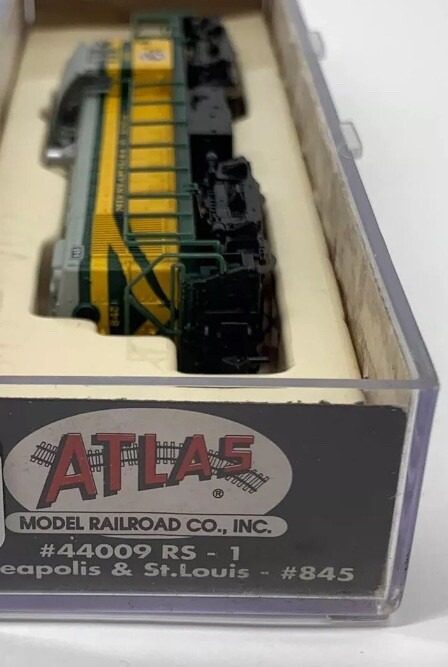 ATLAS
®
MODEL RAILROAD CO., INC.
#44009 RS - 1
eapolis & St.Louis - #845